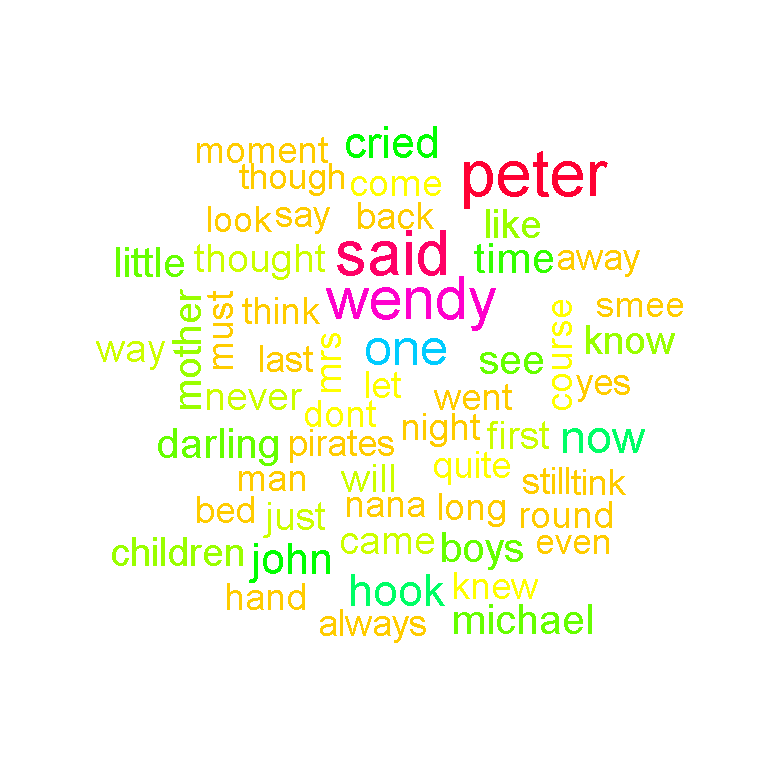 moment cried
though come peter
look say back like
little thought said time away
mother must think wendy course smee
way last mrs one see know
never let went yes
dont
darling pirates night first now
man will quite still tink
bed just nana long round
children john came boys even
hand hook knew
always michael